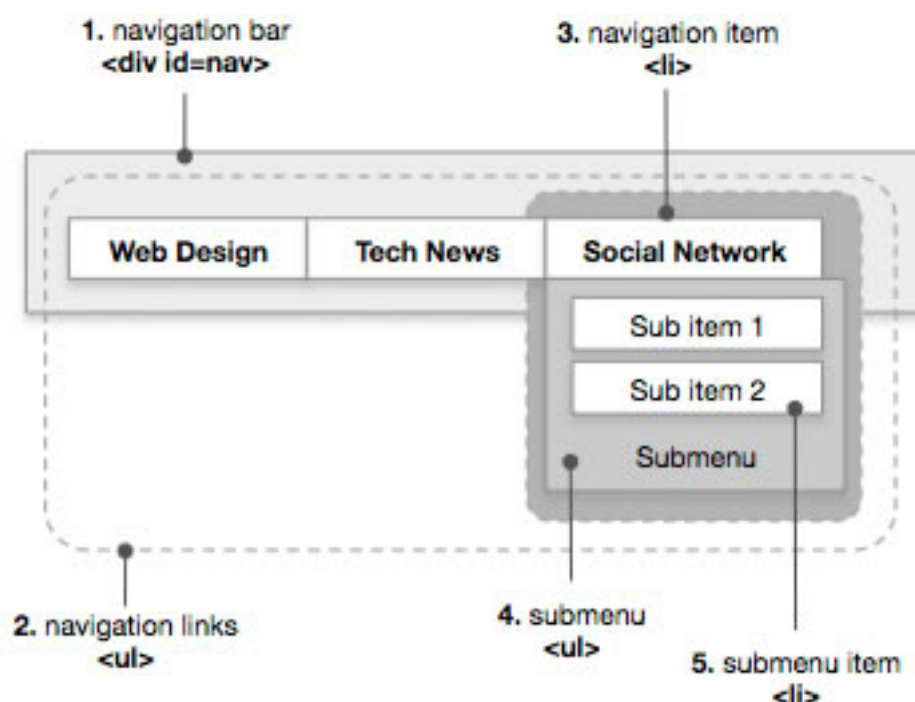 1. navigation bar
<div id=nav>
3. navigation item
<li>
Web Design
Tech News
Social Network
Sub item 1
Sub item 2
Submenu
2. navigation links
<ul>
4. submenu
<ul>
5. submenu item
<li>